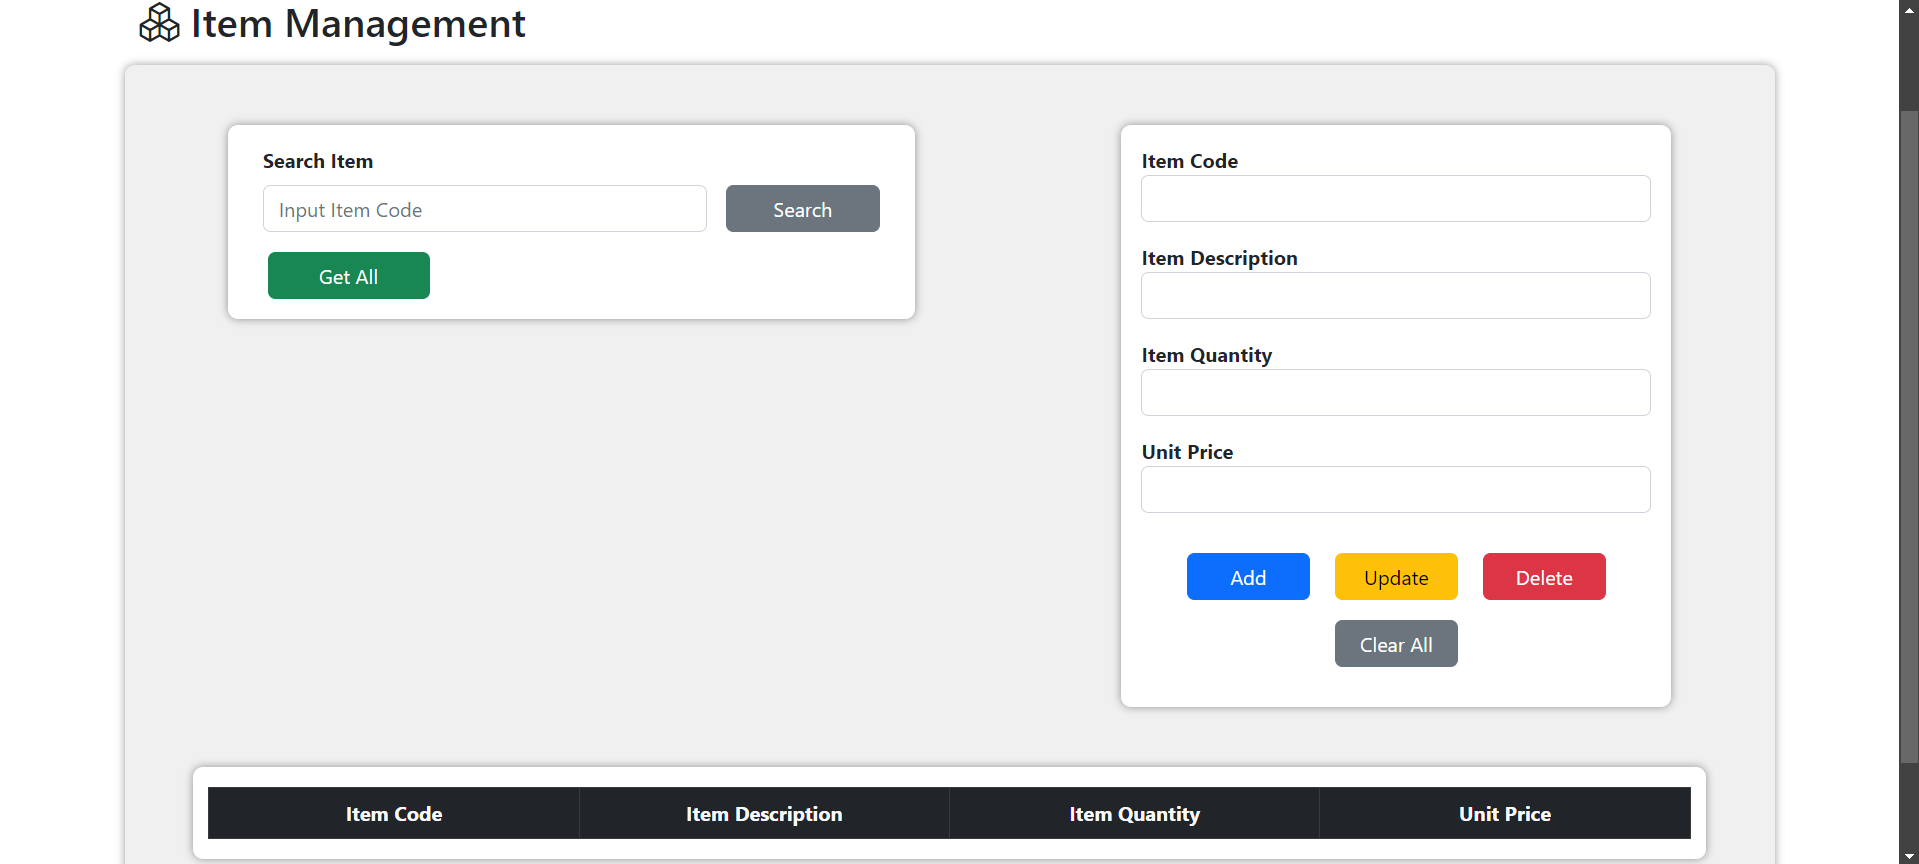 Item Management
Search Item
Input Item Code
Search
Get All
Item Code
Item Description
Item Quantity
Unit Price
Add Update Delete
Clear All
Item Code Item Description Item Quantity Unit Price